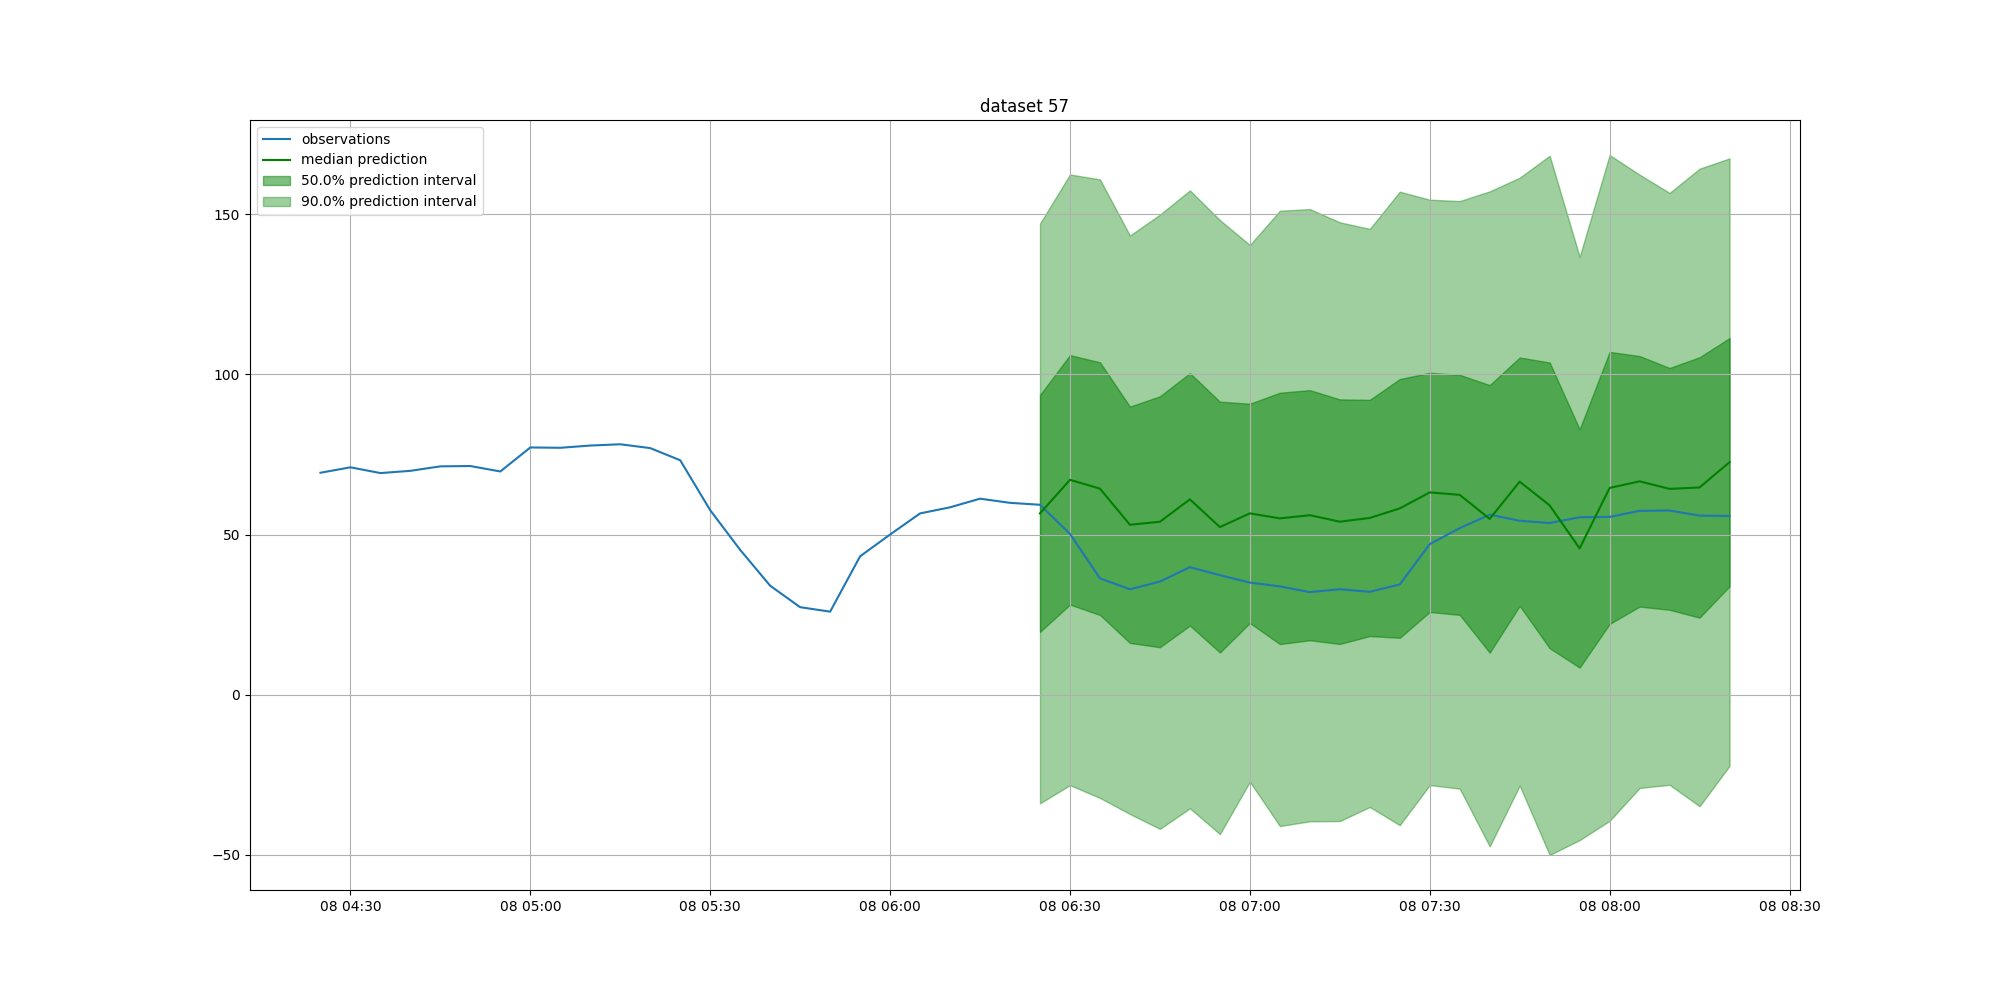 dataset 57
observations
median prediction
50.0% prediction interval
90.0% prediction interval
150
100
50
0
−50
08 04:30 08 05:00 08 05:30 08 06:00 08 06:30 08 07:00 08 07:30 08 08:00 08 08:30